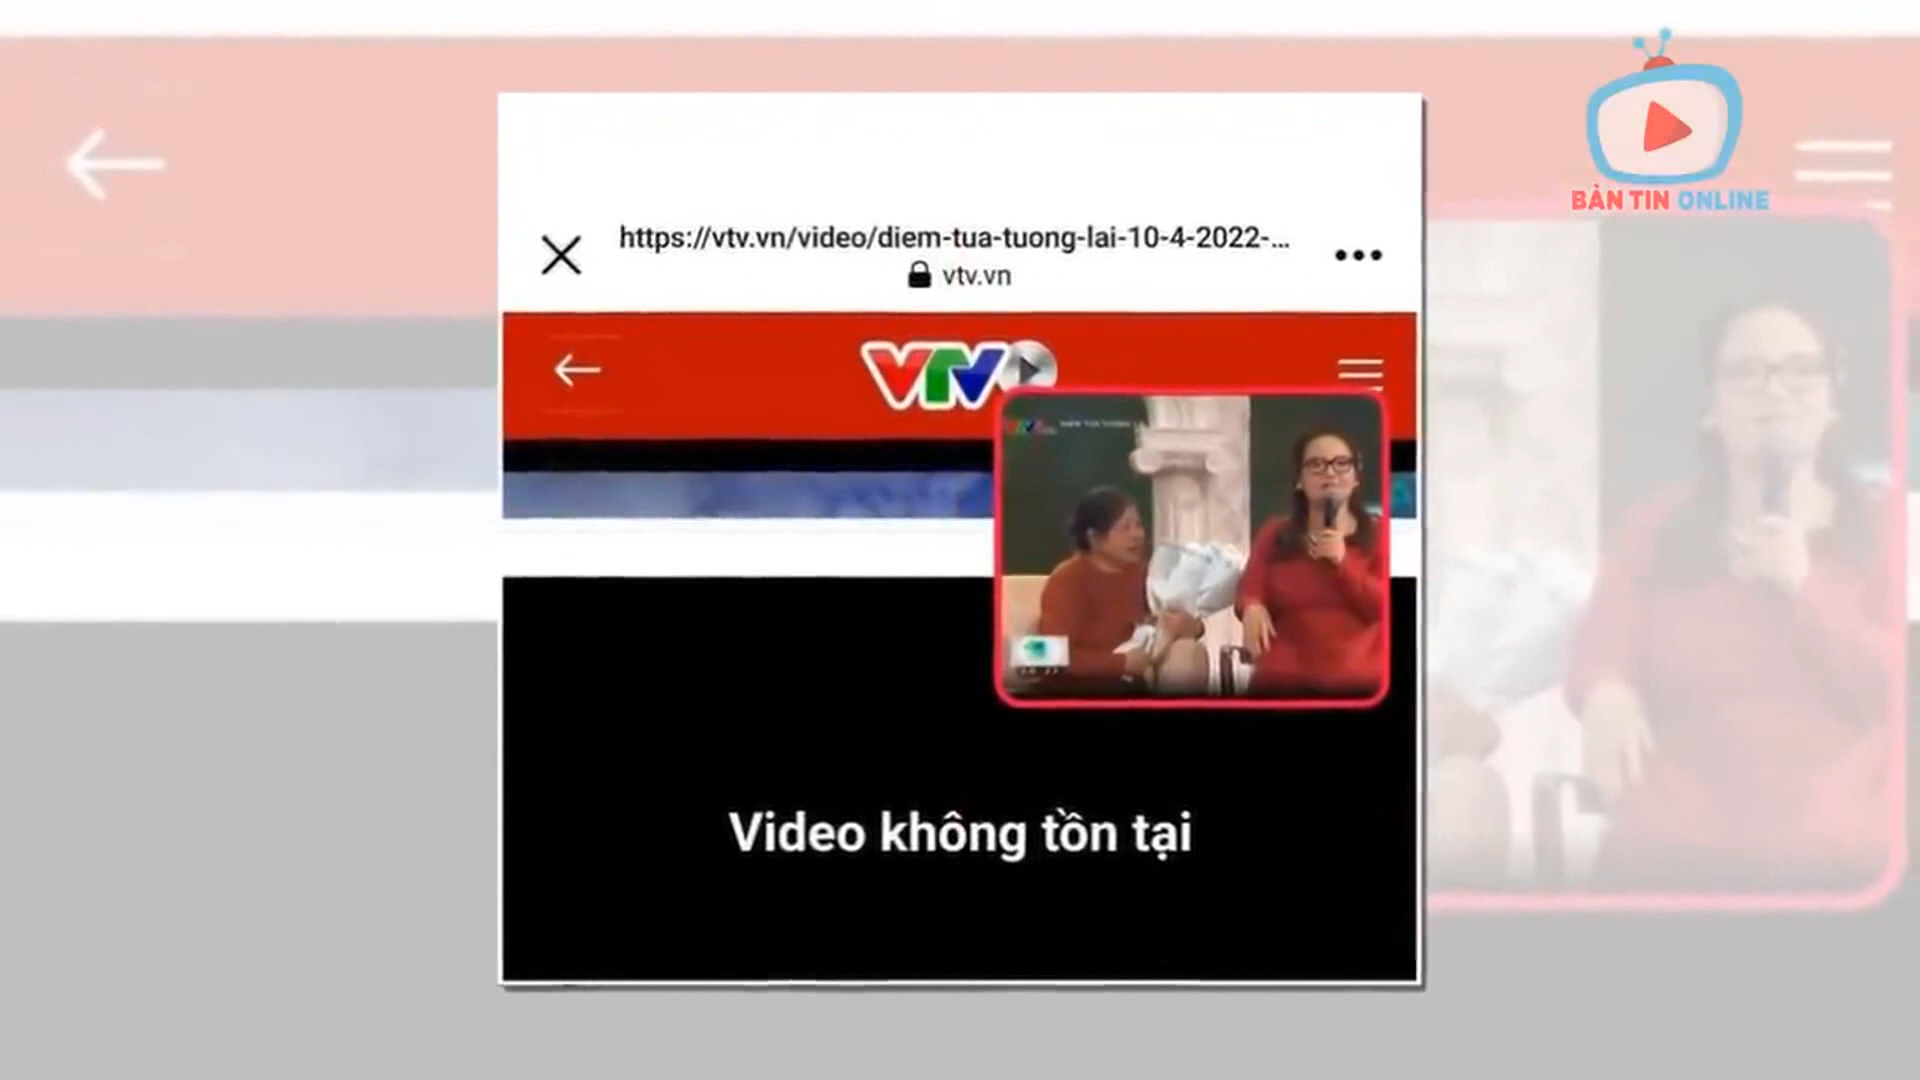 BẢN TIN ONLINE
https://vtv.vn/video/diem-tua-tuong-lai-10-4-2022-...
vtv.vn
VTV
Video không tồn tại